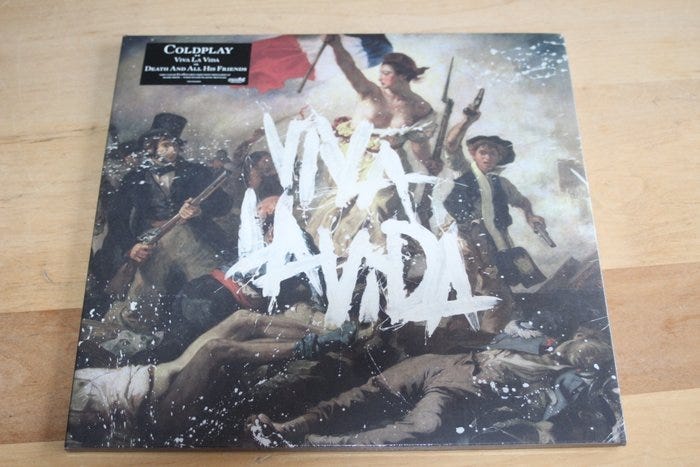 COLDPLAY
VIVA LA VIDA
OR
DEATH AND ALL HIS FRIENDS
VIVA
LA VIDA